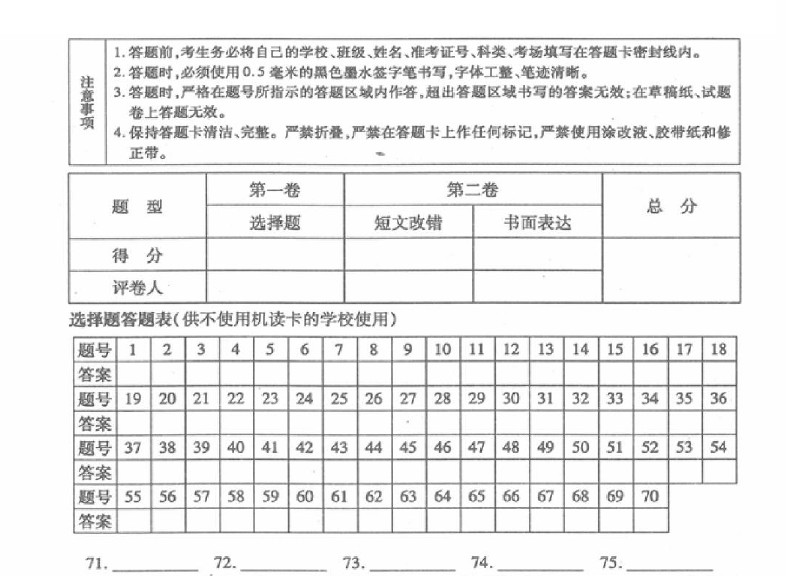 注意事项
1. 答题前,考生务必将自己的学校、班级、姓名、准考证号、科类、考场填写在答题卡密封线内。
2. 答题时,必须使用0.5毫米的黑色墨水签字笔书写,字体工整、笔迹清晰。
3. 答题时,严格在题号所指示的答题区域内作答,超出答题区域书写的答案无效;在草稿纸、试题
卷上答题无效。
4. 保持答题卡清洁、完整。严禁折叠,严禁在答题卡上作任何标记,严禁使用涂改液、胶带纸和修
正带。
题 型 第一卷 第二卷 总 分
选择题 短文改错 书面表达
得 分
评卷人
选择题答题表(供不使用机读卡的学校使用)
题号 1 2 3 4 5 6 7 8 9 10 11 12 13 14 15 16 17 18
答案
题号 19 20 21 22 23 24 25 26 27 28 29 30 31 32 33 34 35 36
答案
题号 37 38 39 40 41 42 43 44 45 46 47 48 49 50 51 52 53 54
答案
题号 55 56 57 58 59 60 61 62 63 64 65 66 67 68 69 70
答案
71. 72. 73. 74. 75.